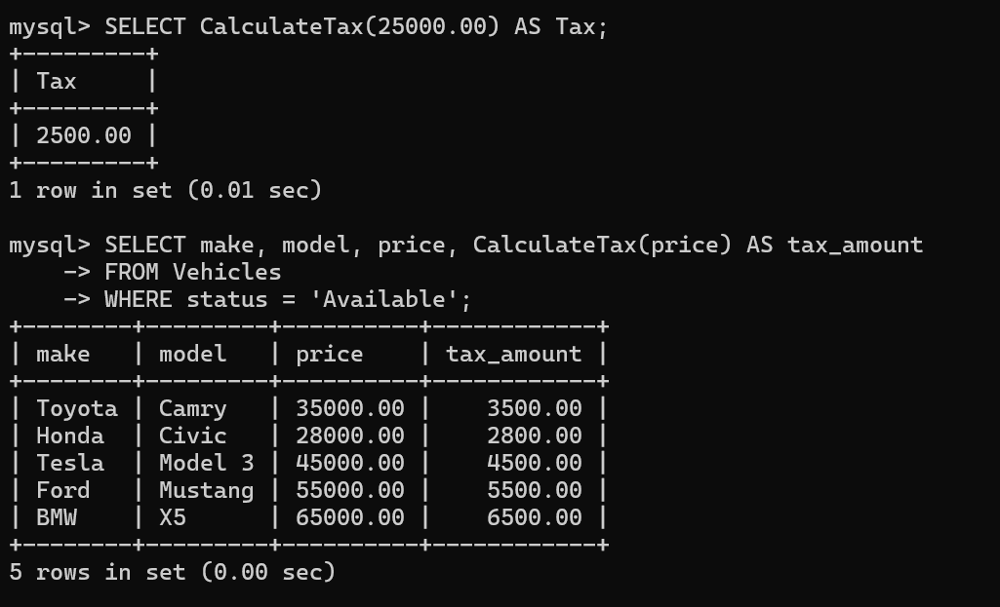 mysql> SELECT CalculateTax(25000.00) AS Tax;
+---------+
| Tax     |
+---------+
| 2500.00 |
+---------+
1 row in set (0.01 sec)

mysql> SELECT make, model, price, CalculateTax(price) AS tax_amount
    -> FROM Vehicles
    -> WHERE status = 'Available';
+--------+---------+----------+------------+
| make   | model   | price    | tax_amount |
+--------+---------+----------+------------+
| Toyota | Camry   | 35000.00 |    3500.00 |
| Honda  | Civic   | 28000.00 |    2800.00 |
| Tesla  | Model 3 | 45000.00 |    4500.00 |
| Ford   | Mustang | 55000.00 |    5500.00 |
| BMW    | X5      | 65000.00 |    6500.00 |
+--------+---------+----------+------------+
5 rows in set (0.00 sec)